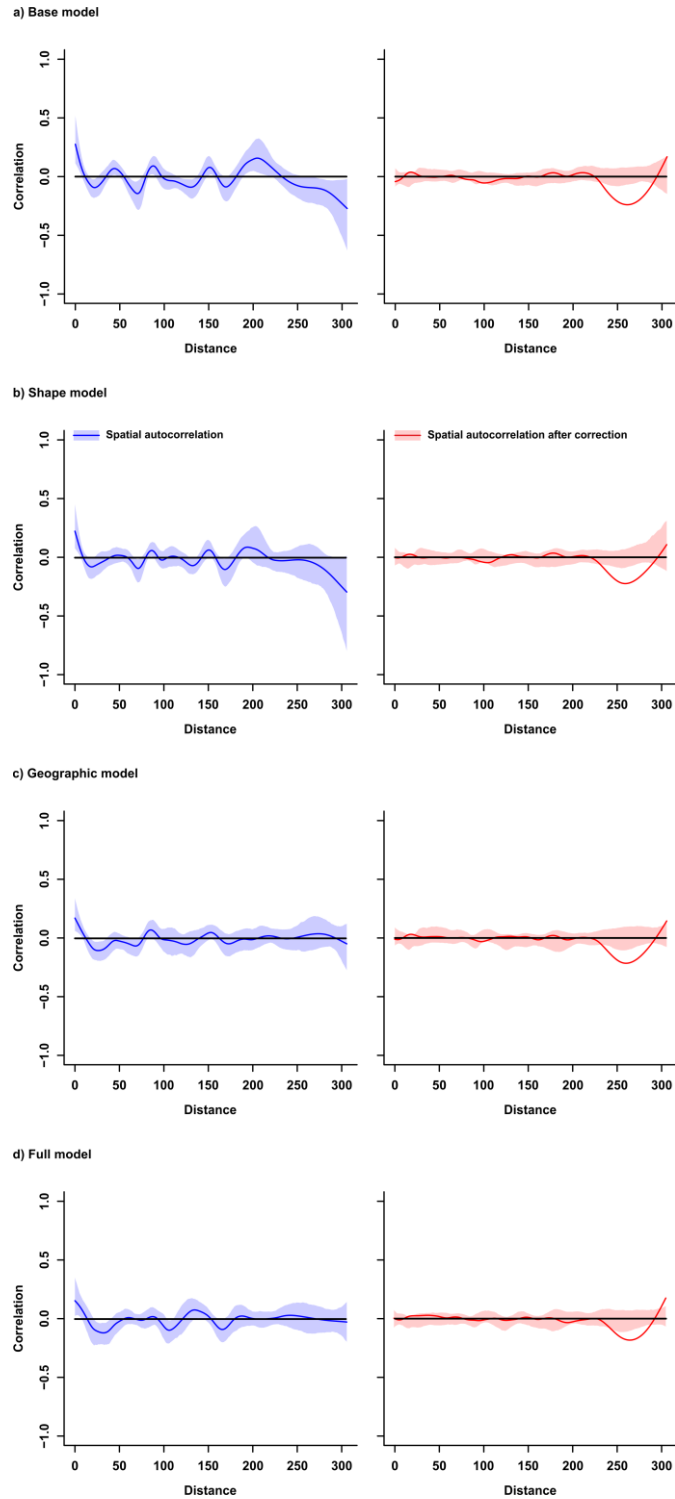 a) Base model
Correlation
1.0
0.5
0.0
−0.5
−1.0
0 50 100 150 200 250 300
0 50 100 150 200 250 300
Distance
Distance
b) Shape model
Spatial autocorrelation
Spatial autocorrelation after correction
Correlation
1.0
0.5
0.0
−0.5
−1.0
0 50 100 150 200 250 300
0 50 100 150 200 250 300
Distance
Distance
c) Geographic model
Correlation
1.0
0.5
0.0
−0.5
−1.0
0 50 100 150 200 250 300
0 50 100 150 200 250 300
Distance
Distance
d) Full model
Correlation
1.0
0.5
0.0
−0.5
−1.0
0 50 100 150 200 250 300
0 50 100 150 200 250 300
Distance
Distance